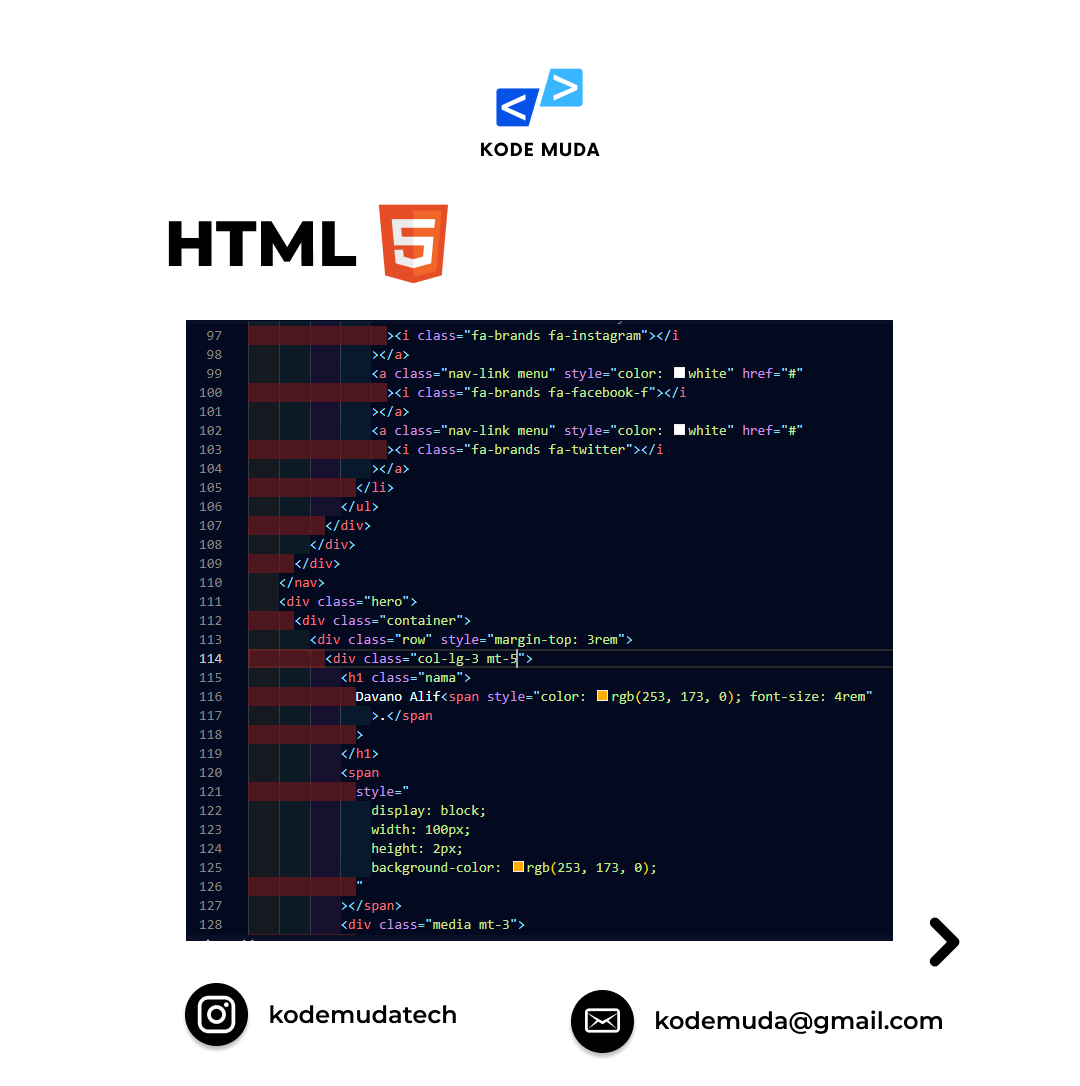 KODE MUDA
HTML
97 ><i class="fa-brands fa-instagram"></i
98 ></a>
99 <a class="nav-link menu" style="color: white" href="#"
100 ><i class="fa-brands fa-facebook-f"></i
101 ></a>
102 <a class="nav-link menu" style="color: white" href="#"
103 ><i class="fa-brands fa-twitter"></i
104 ></a>
105 </li>
106 </ul>
107 </div>
108 </div>
109 </div>
110 </nav>
111 <div class="hero">
112 <div class="container">
113 <div class="row" style="margin-top: 3rem">
114 <div class="col-lg-3 mt-5">
115 <h1 class="nama">
116 Davano Alif<span style="color: rgb(253, 173, 0); font-size: 4rem"
117 >.</span
118 >
119 </h1>
120 <span
121 style="
122 display: block;
123 width: 100px;
124 height: 2px;
125 background-color: rgb(253, 173, 0);
126 "
127 ></span>
128 <div class="media mt-3">
kodemudatech
kodemuda@gmail.com